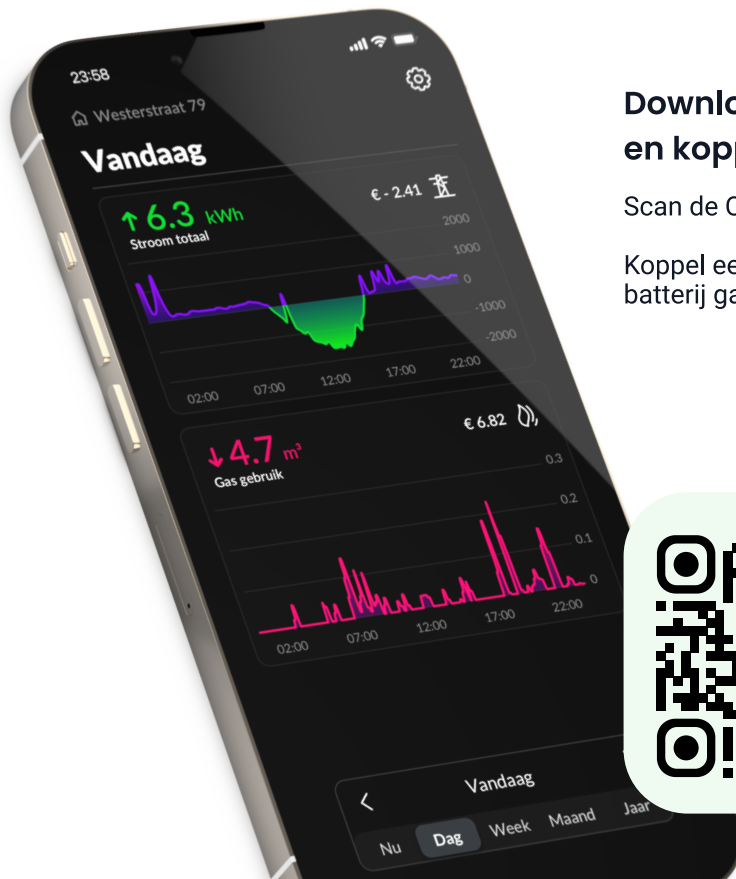 23:58
Westerstraat 79
Vandaag
↑ 6.3 kWh
Stroom totaal
€ - 2.41
2000
1000
0
-1000
-2000
02:00 07:00 12:00 17:00 22:00
↓ 4.7 m³
Gas gebruik
€ 6.82
0.3
0.2
0.1
0
02:00 07:00 12:00 17:00 22:00
Vandaag
Nu Dag Week Maand Jaar
en
Scan de
Koppel
batterij